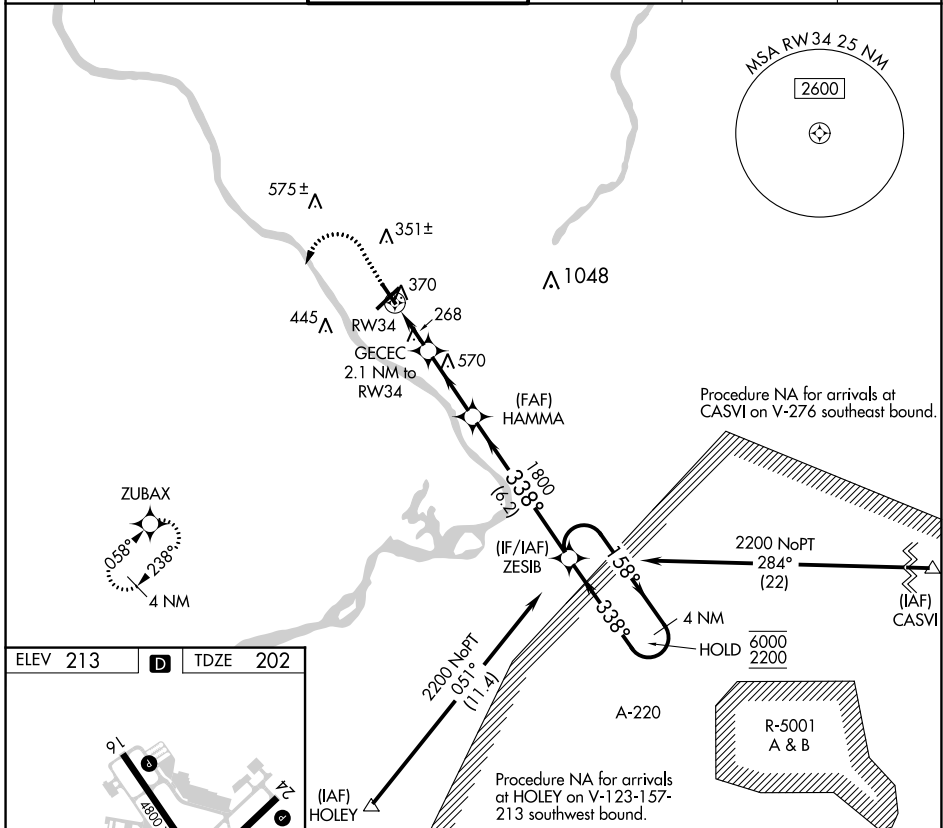 MSA RW34 25 NM
2600
575±
351±
370
1048
445
RW34
268
GECEC
2.1 NM to
RW34
570
(FAF)
HAMMA
Procedure NA for arrivals at
CASVI on V-276 southeast bound.
1800
338°
(6.2)
ZUBAX
058°
238°
4 NM
(IF/IAF)
ZESIB
158°
338°
2200 NoPT
284°
(22)
(IAF)
CASVI
4 NM
HOLD
6000
2200
2200 NoPT
051°
(11.4)
A-220
R-5001
A & B
ELEV 213
D
TDZE 202
16
P
4800
24
P
(IAF)
HOLEY
Procedure NA for arrivals
at HOLEY on V-123-157-
213 southwest bound.